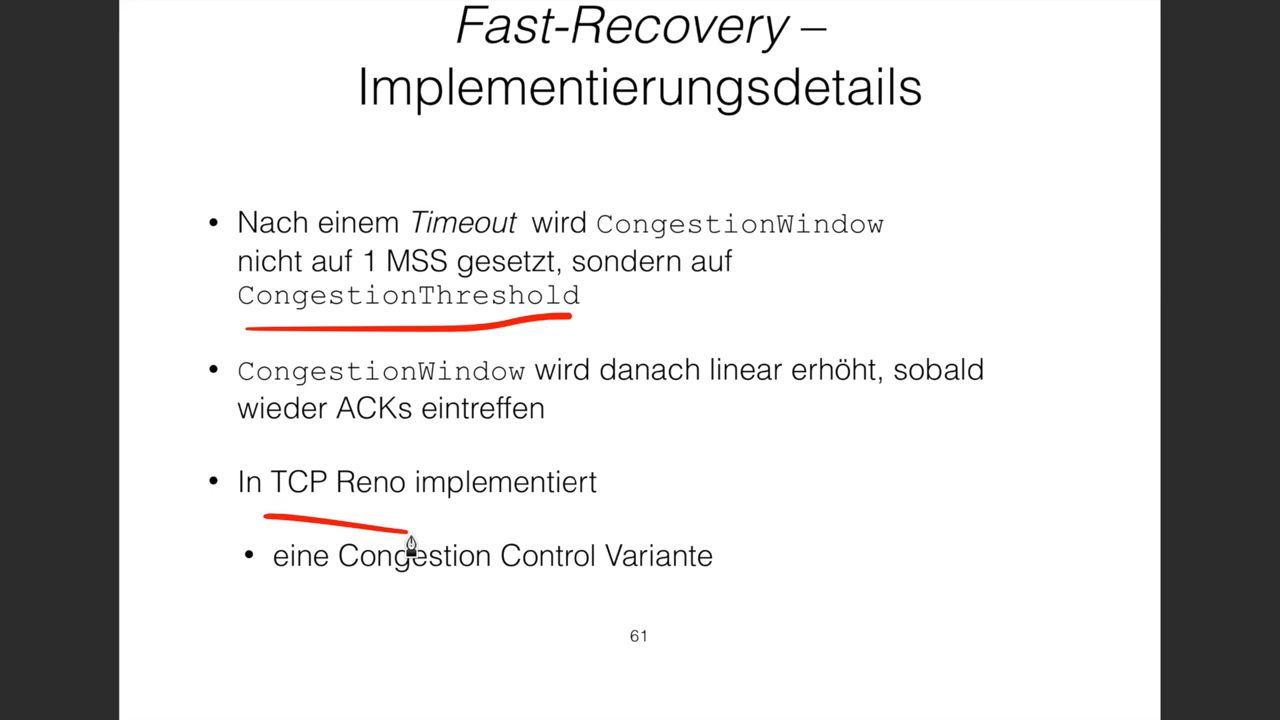 Fast-Recovery –
Implementierungsdetails
• Nach einem Timeout wird CongestionWindow
nicht auf 1 MSS gesetzt, sondern auf
CongestionThreshold
• CongestionWindow wird danach linear erhöht, sobald
wieder ACKs eintreffen
• In TCP Reno implementiert
• eine Congestion Control Variante
61